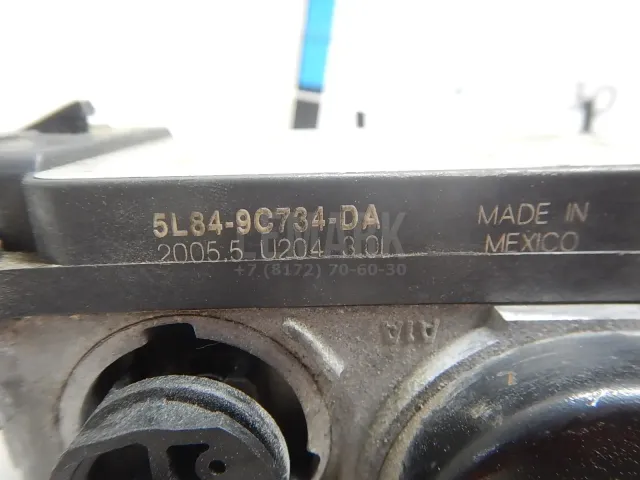 5L84-9C734-DA
2005.5 U204 3.0L
MADE IN
MEXICO
+7 (8172) 70-60-30
A1A